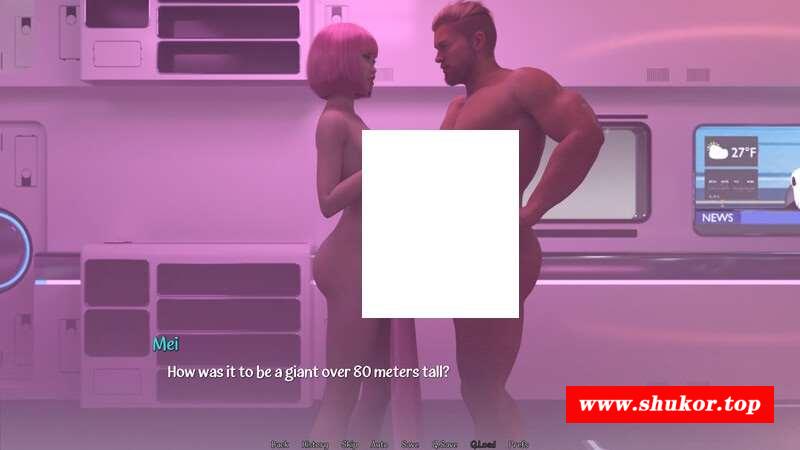 27°F
NEWS
Mei
How was it to be a giant over 80 meters tall?
www.shukor.top
Back History Skip Auto Save Q.Save Q.Load Prefs